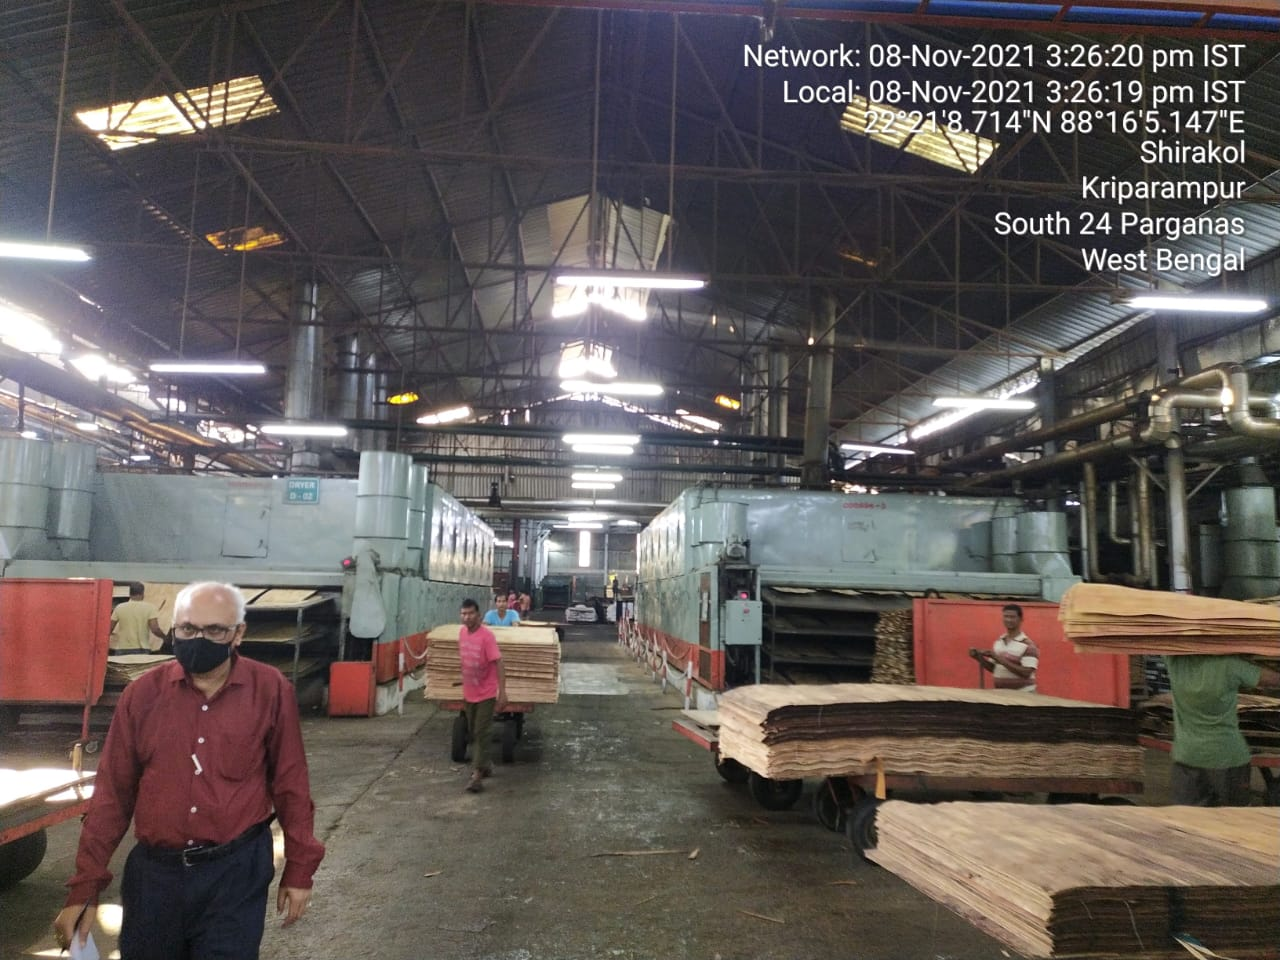 Network: 08-Nov-2021 3:26:20 pm IST
Local: 08-Nov-2021 3:26:19 pm IST
22°21'8.714"N 88°16'5.147"E
Shirakol
Kriparampur
South 24 Parganas
West Bengal
DRYER
D-02